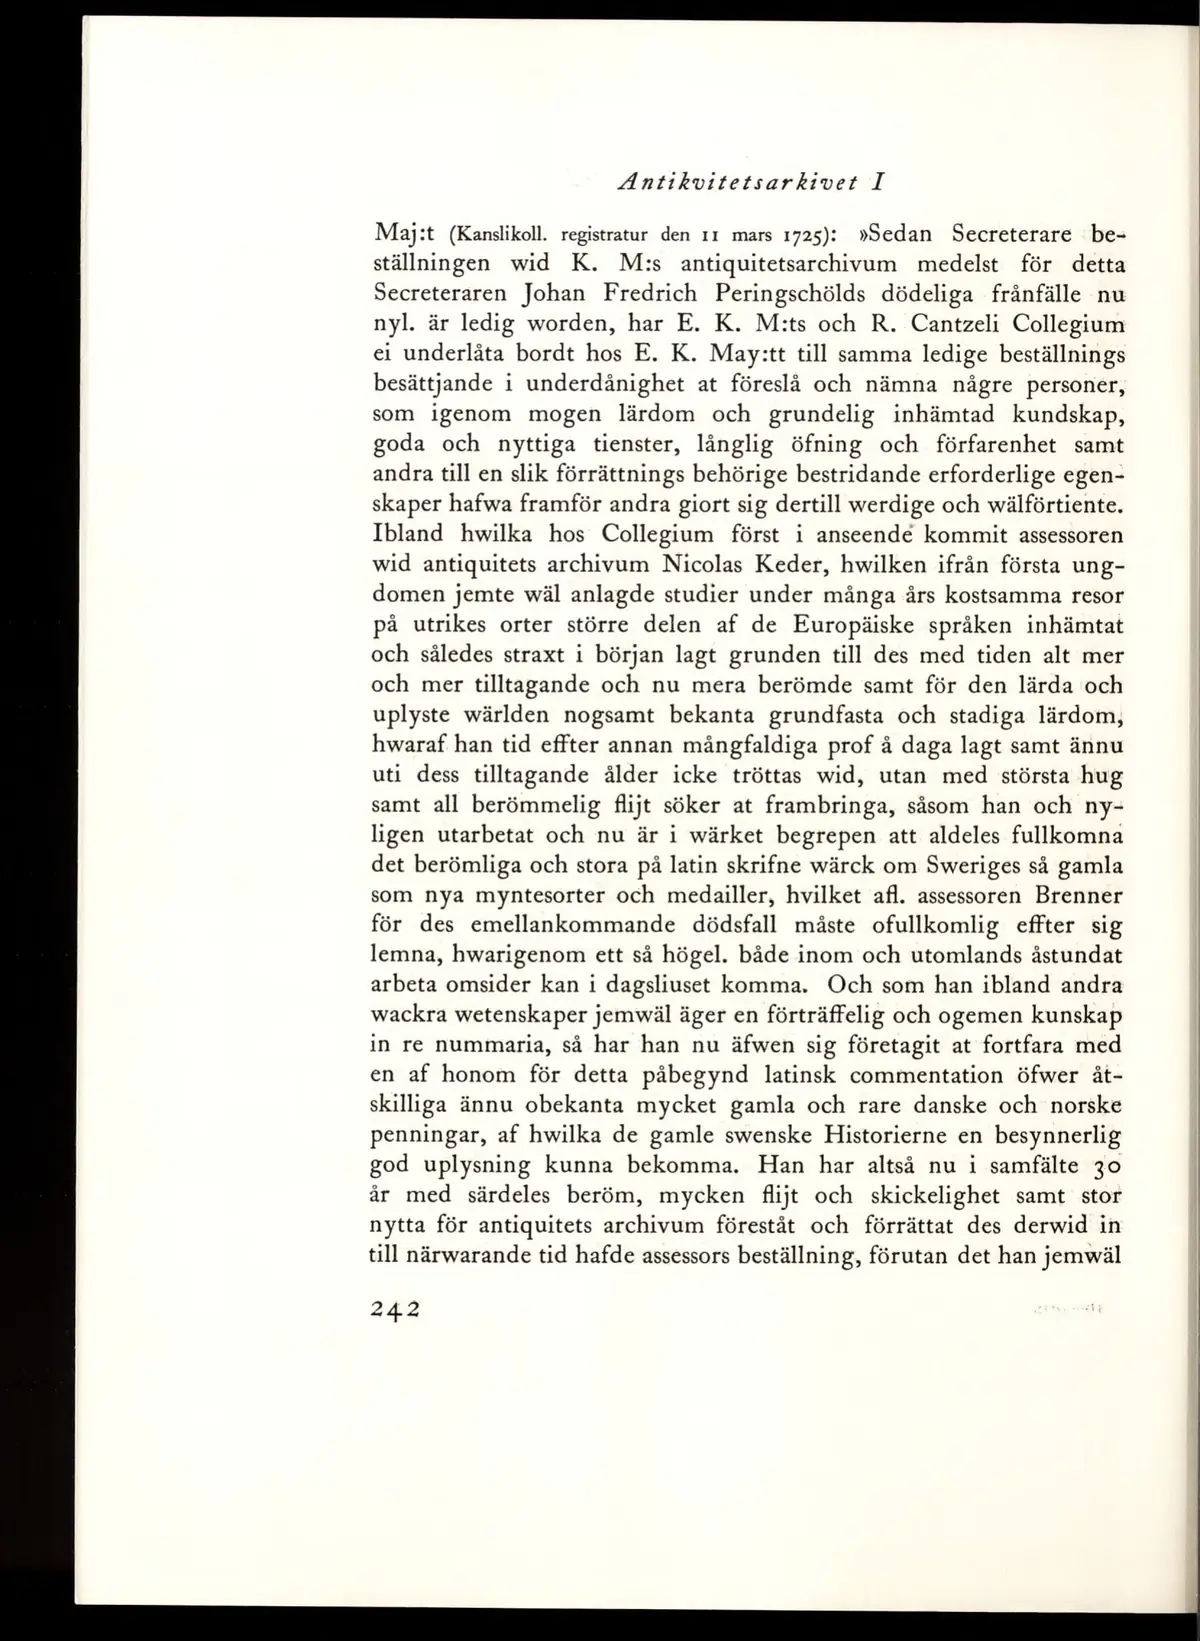 Antikvitetsarkivet I
Maj:t (Kanslikoll. registratur den 11 mars 1725): »Sedan Secreterare be-
ställningen wid K. M:s antiquitetsarchivum medelst för detta
Secreteraren Johan Fredrich Peringschölds dödeliga frånfälle nu
nyl. är ledig worden, har E. K. M:ts och R. Cantzeli Collegium
ei underlåta bordt hos E. K. May:tt till samma ledige beställnings
besättjande i underdånighet at föreslå och nämna någre personer,
som igenom mogen lärdom och grundelig inhämtad kundskap,
goda och nyttiga tienster, långlig öfning och förfarenhet samt
andra till en slik förrättnings behörige bestridande erforderlige egen-
skaper hafwa framför andra giort sig dertill werdige och wälförtiente.
Ibland hwilka hos Collegium först i anseende kommit assessoren
wid antiquitets archivum Nicolas Keder, hwilken ifrån första ung-
domen jemte wäl anlagde studier under många års kostsamma resor
på utrikes orter större delen af de Europäiske språken inhämtat
och således straxt i början lagt grunden till des med tiden alt mer
och mer tilltagande och nu mera berömde samt för den lärda och
uplyste wärlden nogsamt bekanta grundfasta och stadiga lärdom,
hwaraf han tid effter annan mångfaldiga prof å daga lagt samt ännu
uti dess tilltagande ålder icke tröttas wid, utan med största hug
samt all berömmelig flijt söker at frambringa, såsom han och ny-
ligen utarbetat och nu är i wärket begrepen att aldeles fullkomna
det berömliga och stora på latin skrifne wärck om Sweriges så gamla
som nya myntesorter och medailler, hvilket afl. assessoren Brenner
för des emellankommande dödsfall måste ofullkomlig effter sig
lemna, hwarigenom ett så högel. både inom och utomlands åstundat
arbeta omsider kan i dagsliuset komma. Och som han ibland andra
wackra wetenskaper jemwäl äger en förträffelig och ogemen kunskap
in re nummaria, så har han nu äfwen sig företagit at fortfara med
en af honom för detta påbegynd latinsk commentation öfwer åt-
skilliga ännu obekanta mycket gamla och rare danske och norske
penningar, af hwilka de gamle swenske Historierne en besynnerlig
god uplysning kunna bekomma. Han har altså nu i samfälte 30
år med särdeles beröm, mycken flijt och skickelighet samt stor
nytta för antiquitets archivum föreståt och förrättat des derwid in
till närwarande tid hafde assessors beställning, förutan det han jemwäl
242